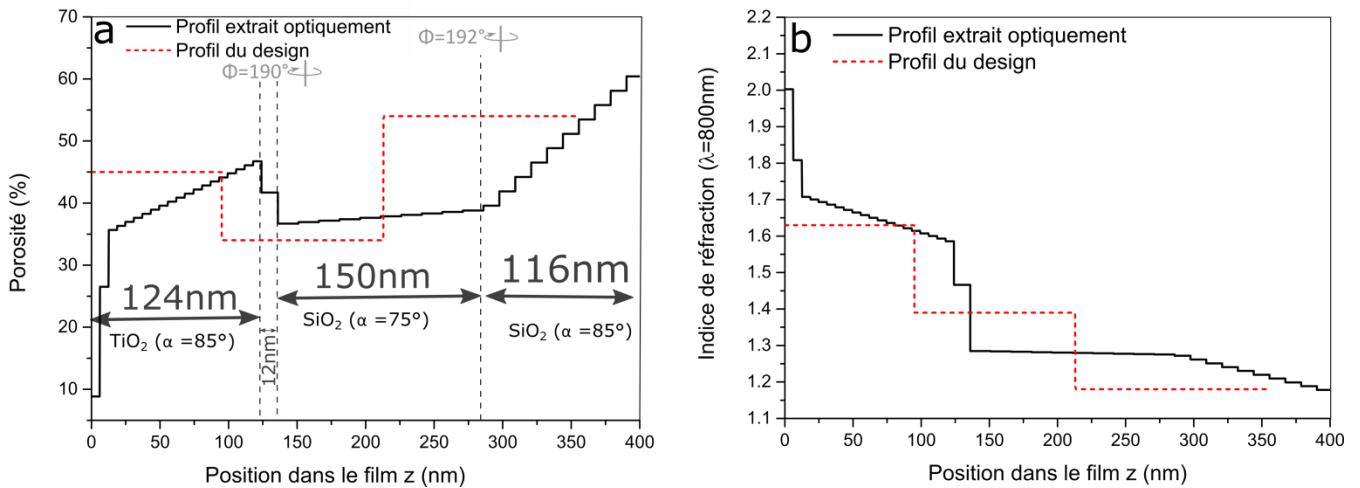 a
Profil extrait optiquement
Profil du design
Φ=190°
Φ=192°
Porosité (%)
70
60
50
40
30
20
10
124nm
TiO₂ (α =85°)
12nm
150nm
SiO₂ (α =75°)
116nm
SiO₂ (α =85°)
0 50 100 150 200 250 300 350 400
Position dans le film z (nm)
b
Profil extrait optiquement
Profil du design
Indice de réfraction (λ=800nm)
2.2
2.1
2.0
1.9
1.8
1.7
1.6
1.5
1.4
1.3
1.2
1.1
0 50 100 150 200 250 300 350 400
Position dans le film z (nm)